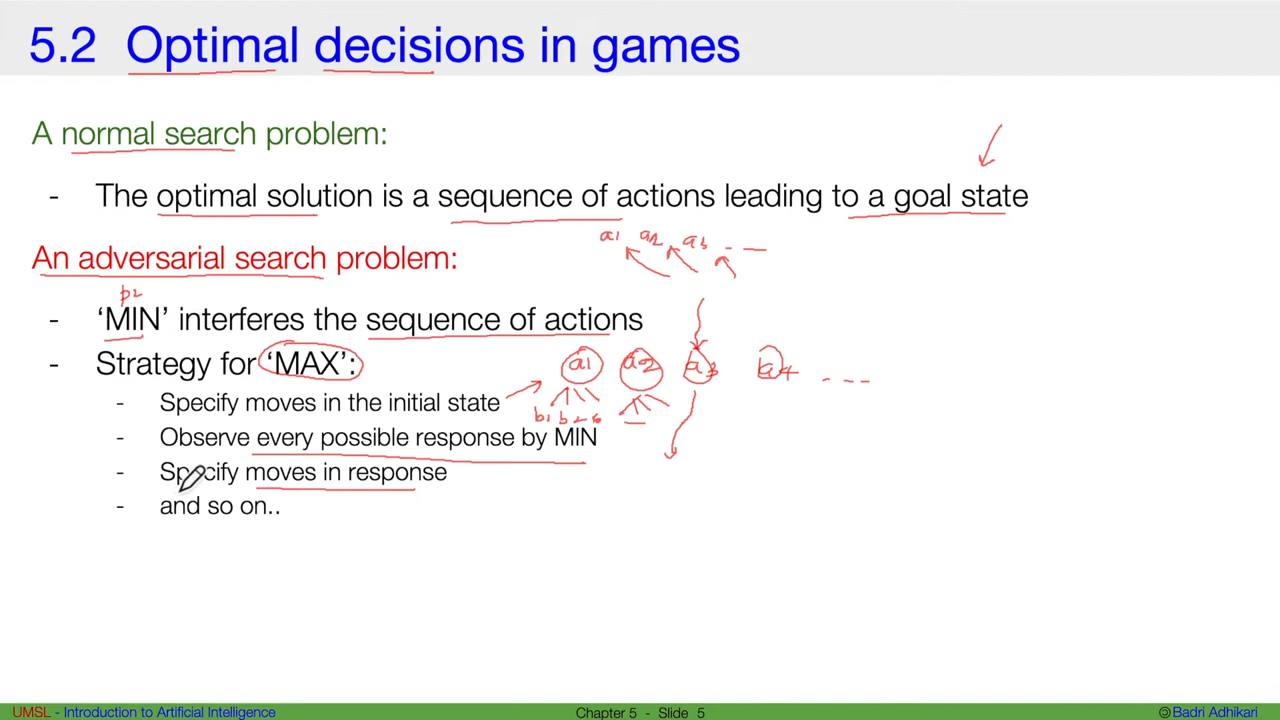 5.2 Optimal decisions in games
A normal search problem:
- The optimal solution is a sequence of actions leading to a goal state
a1 a2 a3 - -
An adversarial search problem:
p2
- 'MIN' interferes the sequence of actions
- Strategy for 'MAX':
a1 a2 a3 a4 - - -
- Specify moves in the initial state
b1 b2
- Observe every possible response by MIN
- Specify moves in response
- and so on..
UMSL - Introduction to Artificial Intelligence
Chapter 5 - Slide 5
@ Badri Adhikari